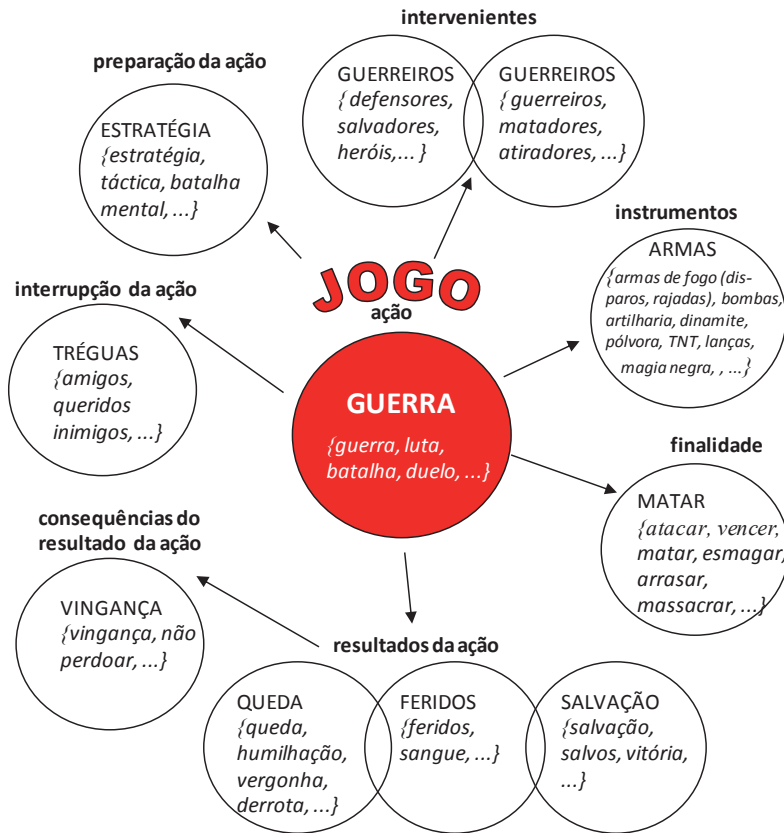 intervenientes
GUERREIROS
{defensores,
salvadores,
heróis,... }
GUERREIROS
{guerreiros,
matadores,
atiradores, ...}
preparação da ação
ESTRATÉGIA
{estratégia,
táctica, batalha
mental, ...}
instrumentos
ARMAS
{armas de fogo (dis-
paros, rajadas), bombas,
artilharia, dinamite,
pólvora, TNT, lanças,
magia negra, , ...}
JOGO
ação
GUERRA
{guerra, luta,
batalha, duelo, ...}
interrupção da ação
TRÉGUAS
{amigos,
queridos
inimigos, ...}
finalidade
MATAR
{atacar, vencer,
matar, esmagar,
arrasar,
massacrar, ...}
consequências do
resultado da ação
VINGANÇA
{vingança, não
perdoar, ...}
resultados da ação
QUEDA
{queda,
humilhação,
vergonha,
derrota, ...}
FERIDOS
{feridos,
sangue, ...}
SALVAÇÃO
{salvação,
salvos, vitória,
...}